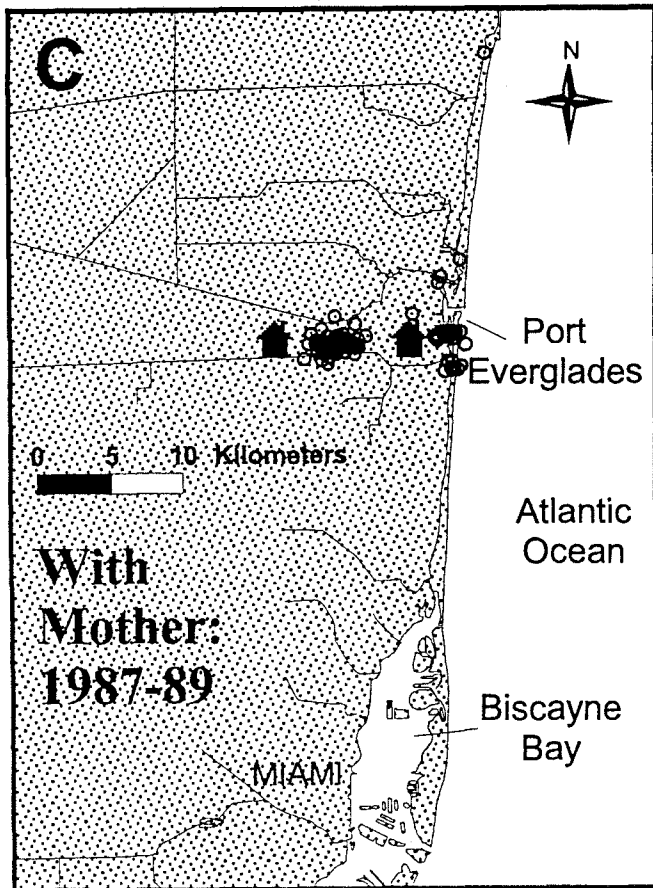 C
N
Port
Everglades
0 5 10 Kilometers
Atlantic
Ocean
With
Mother:
1987-89
Biscayne
Bay
MIAMI